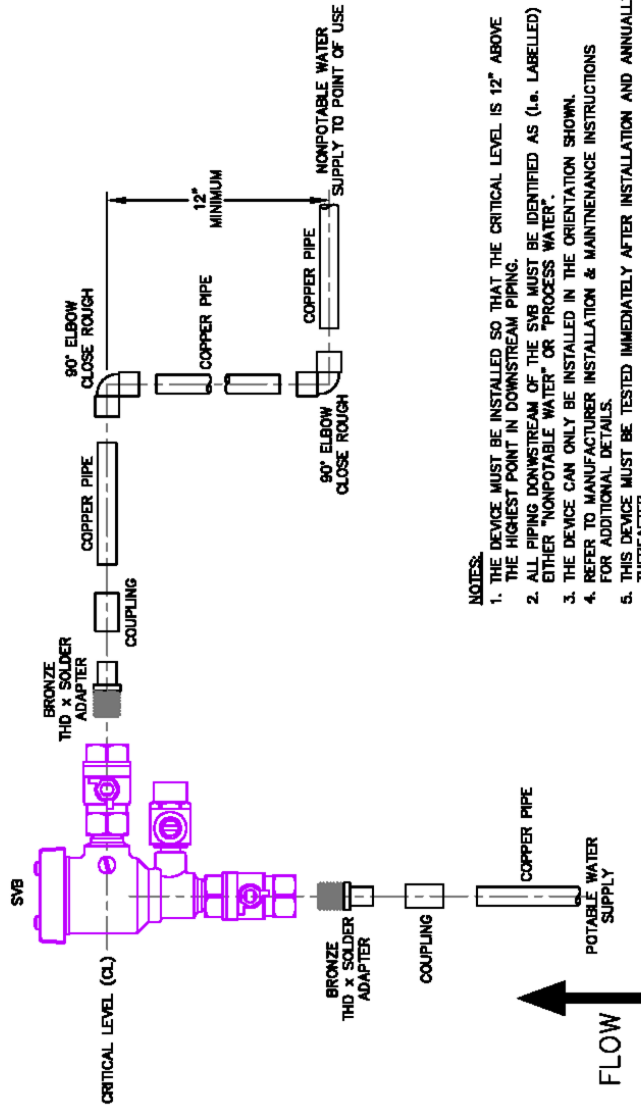 SVB
CRITICAL LEVEL (CL)
BRONZE
THD x SOLDER
ADAPTER
COUPLING
COPPER PIPE
90° ELBOW
CLOSE ROUGH
COPPER PIPE
12"
MINIMUM
90° ELBOW
CLOSE ROUGH
COPPER PIPE
NONPOTABLE WATER
SUPPLY TO POINT OF USE
BRONZE
THD x SOLDER
ADAPTER
COUPLING
COPPER PIPE
POTABLE WATER
SUPPLY
FLOW
NOTES:
1. THE DEVICE MUST BE INSTALLED SO THAT THE CRITICAL LEVEL IS 12" ABOVE
THE HIGHEST POINT IN DOWNSTREAM PIPING.
2. ALL PIPING DONWSTREAM OF THE SVB MUST BE IDENTIFIED AS (i.e. LABELLED)
EITHER "NONPOTABLE WATER" OR "PROCESS WATER".
3. THE DEVICE CAN ONLY BE INSTALLED IN THE ORIENTATION SHOWN.
4. REFER TO MANUFACTURER INSTALLATION & MAINTNENANCE INSTRUCTIONS
FOR ADDITIONAL DETAILS.
5. THIS DEVICE MUST BE TESTED IMMEDIATELY AFTER INSTALLATION AND ANNUALLY